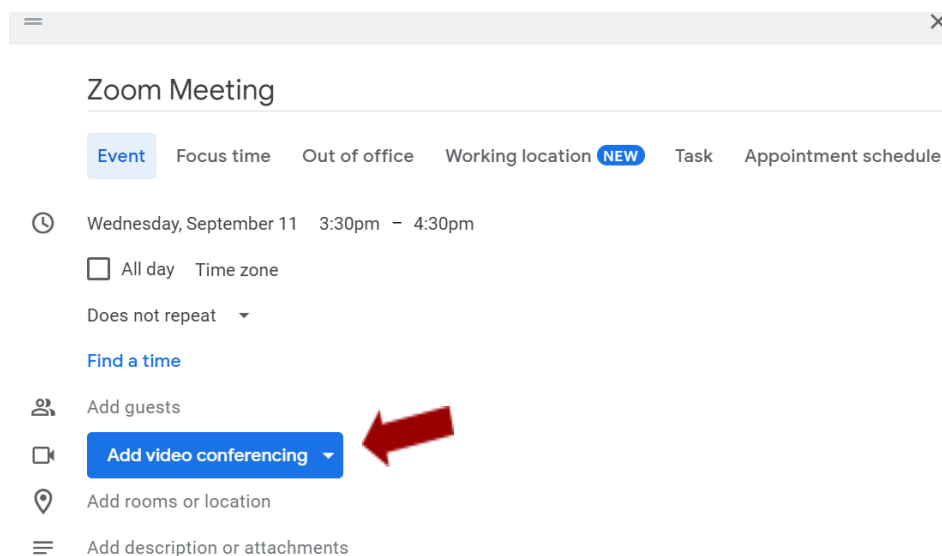 Zoom Meeting
Event Focus time Out of office Working location NEW Task Appointment schedule
Wednesday, September 11 3:30pm – 4:30pm
All day Time zone
Does not repeat
Find a time
Add guests
Add video conferencing
Add rooms or location
Add description or attachments